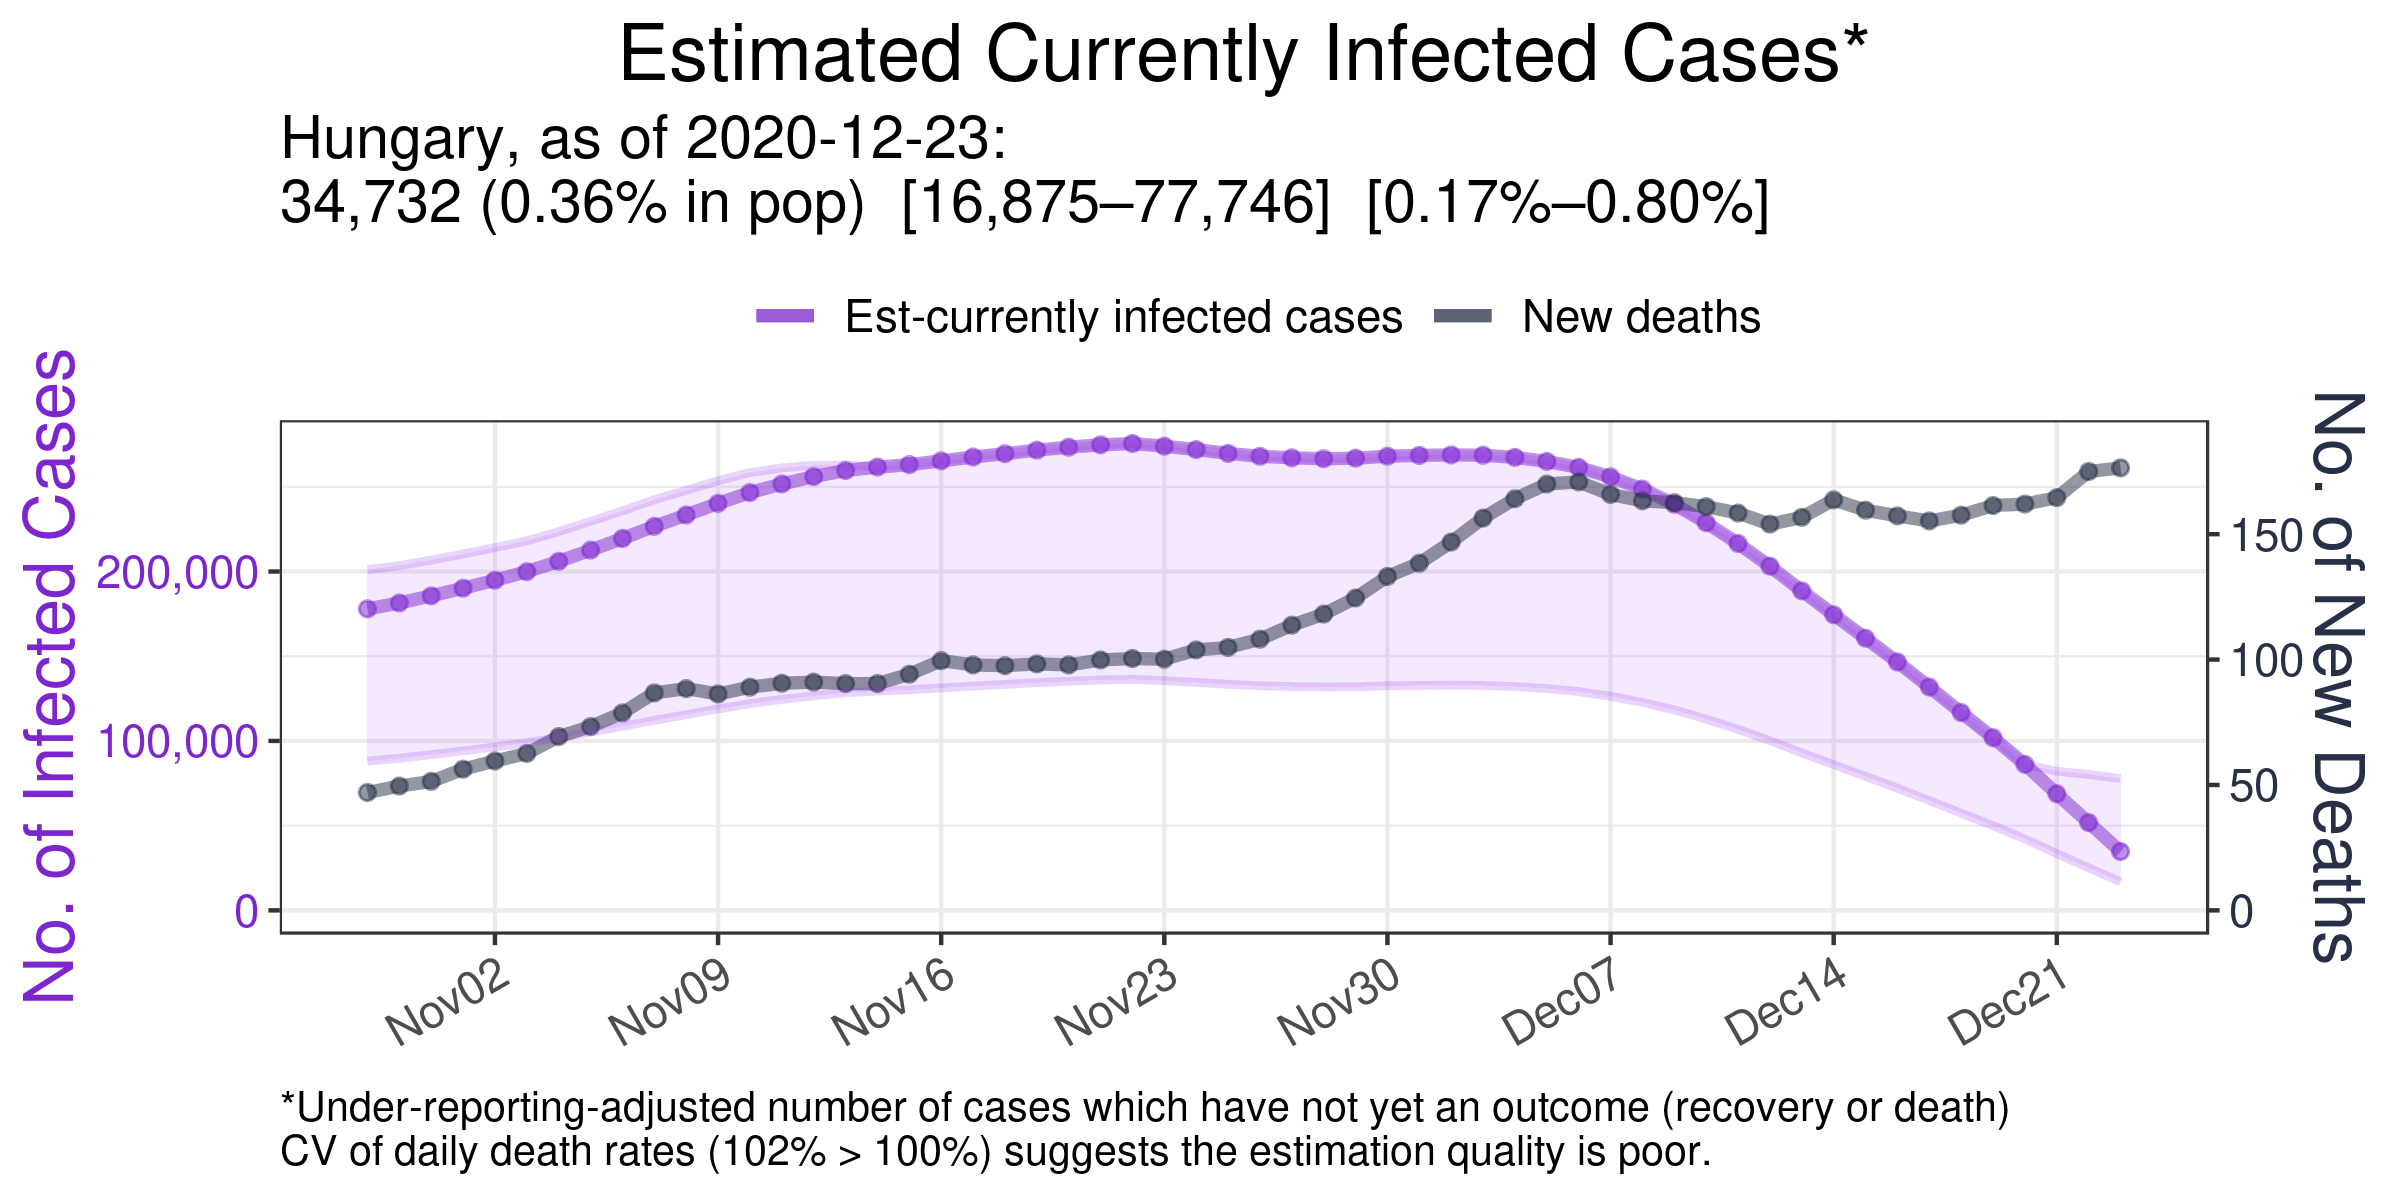 Estimated Currently Infected Cases*
Hungary, as of 2020-12-23:
34,732 (0.36% in pop) [16,875–77,746] [0.17%–0.80%]
Est-currently infected cases New deaths
No. of Infected Cases
200,000
100,000
0
150
100
50
0
No. of New Deaths
Nov02 Nov09 Nov16 Nov23 Nov30 Dec07 Dec14 Dec21
*Under-reporting-adjusted number of cases which have not yet an outcome (recovery or death)
CV of daily death rates (102% > 100%) suggests the estimation quality is poor.